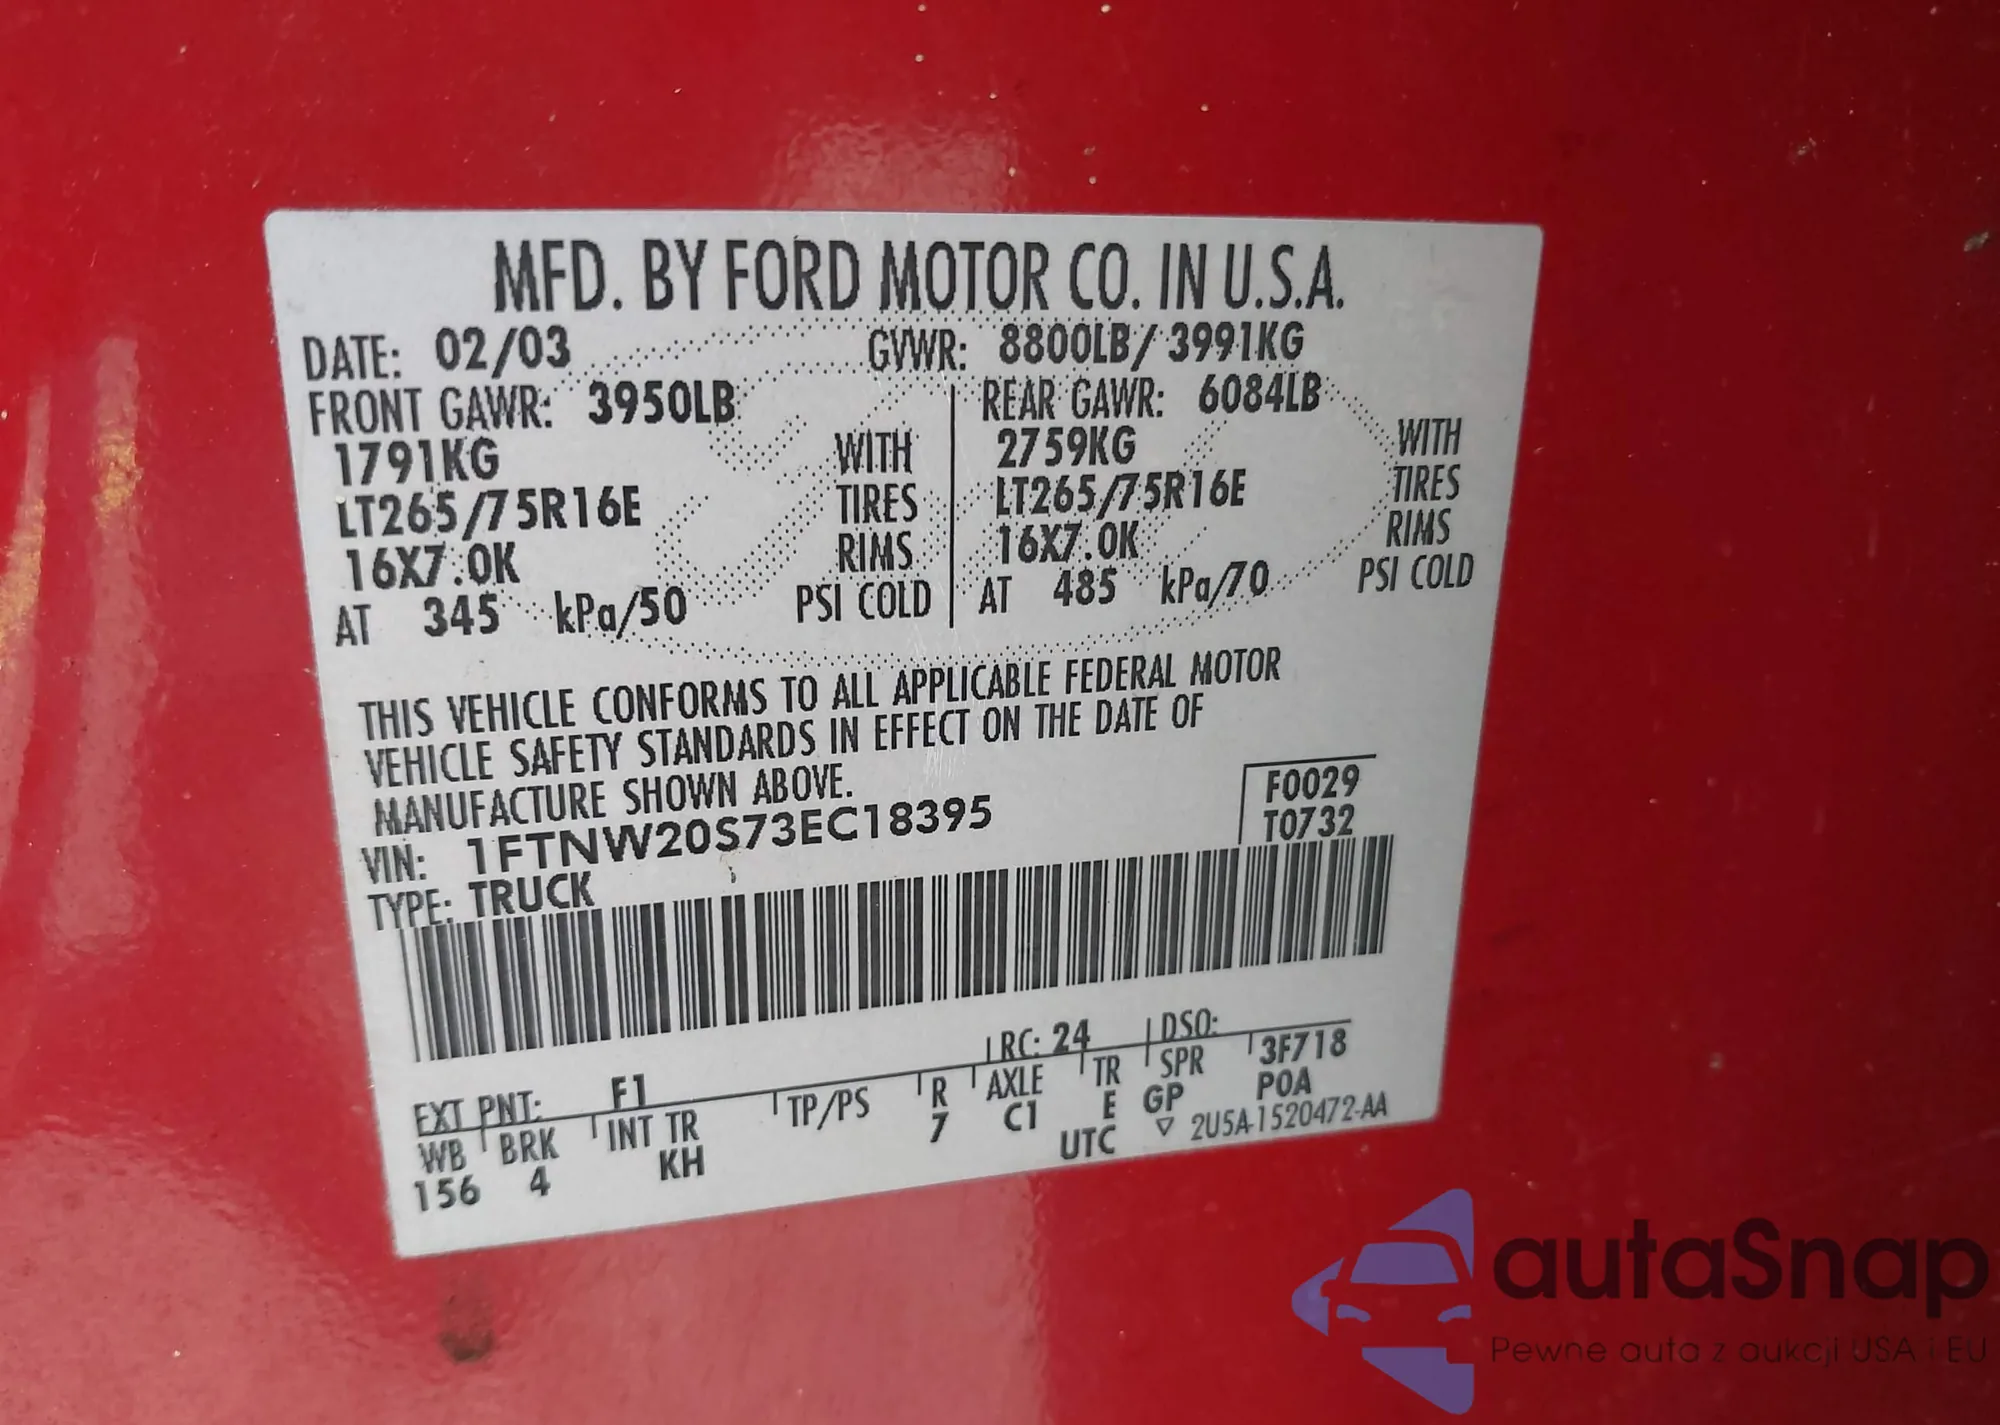 MFD. BY FORD MOTOR CO. IN U.S.A.
DATE: 02/03 GVWR: 8800LB/ 3991KG
FRONT GAWR: 3950LB REAR GAWR: 6084LB
1791KG WITH 2759KG WITH
LT265/75R16E TIRES LT265/75R16E TIRES
16X7.0K RIMS 16X7.0K RIMS
AT 345 kPa/50 PSI COLD AT 485 kPa/70 PSI COLD
THIS VEHICLE CONFORMS TO ALL APPLICABLE FEDERAL MOTOR
VEHICLE SAFETY STANDARDS IN EFFECT ON THE DATE OF
MANUFACTURE SHOWN ABOVE.
F0029
VIN: 1FTNW20S73EC18395 T0732
TYPE: TRUCK
EXT PNT: F1 RC: 24 DSO: 3F718
WB BRK INT TR TP/PS R AXLE TR SPR P0A
156 4 KH 7 C1 E GP
UTC ▽ 2U5A-1520472-AA
autaSnap
Pewne auta z aukcji USA i EU